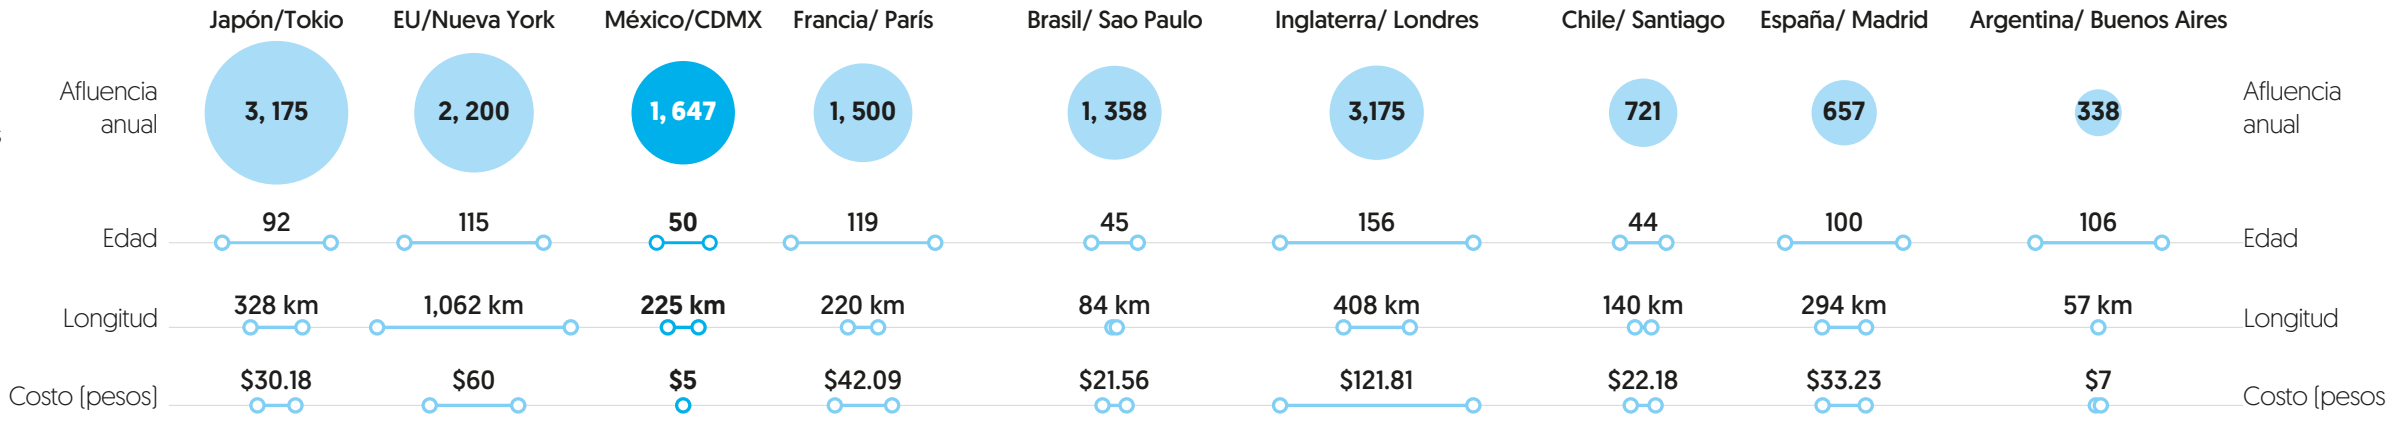 Japón/Tokio EU/Nueva York México/CDMX Francia/ París Brasil/ Sao Paulo Inglaterra/ Londres Chile/ Santiago España/ Madrid Argentina/ Buenos Aires
Afluencia anual 3, 175 2, 200 1, 647 1, 500 1, 358 3,175 721 657 338 Afluencia anual
Edad 92 115 50 119 45 156 44 100 106 Edad
Longitud 328 km 1,062 km 225 km 220 km 84 km 408 km 140 km 294 km 57 km Longitud
Costo (pesos) $30.18 $60 $5 $42.09 $21.56 $121.81 $22.18 $33.23 $7 Costo (pesos